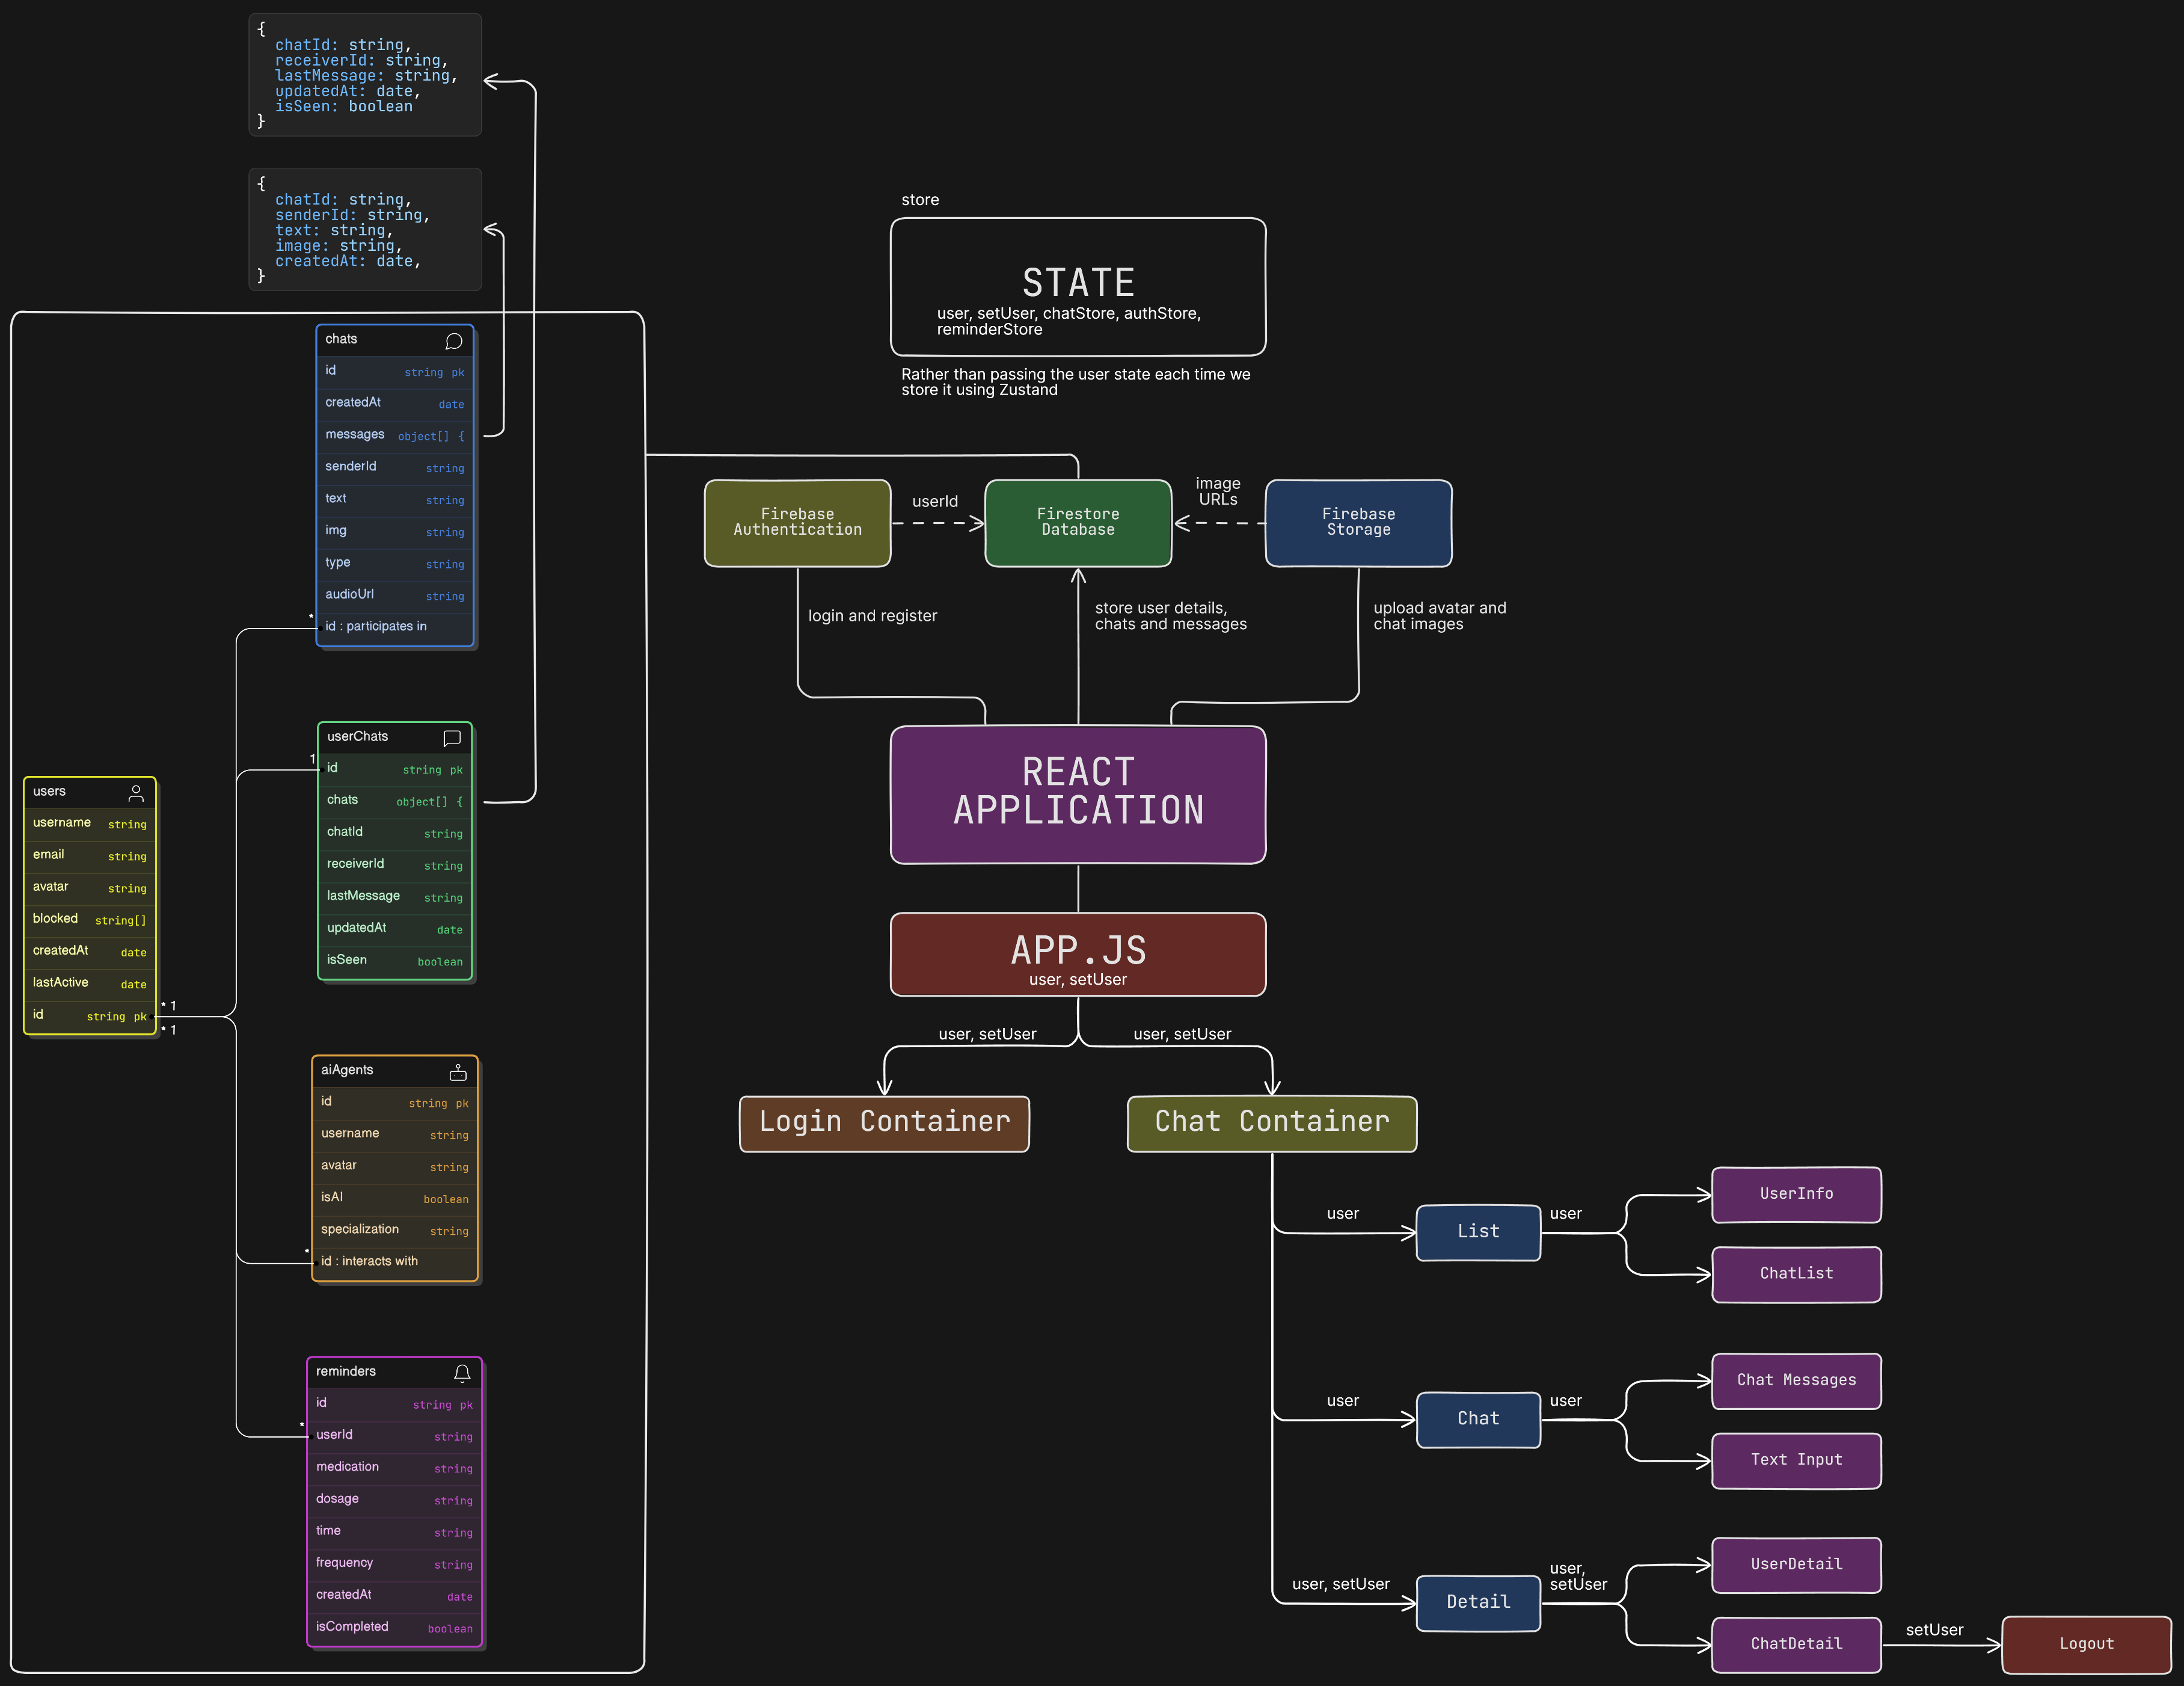 {
chatId: string,
receiverId: string,
lastMessage: string,
updatedAt: date,
isSeen: boolean
}
{
chatId: string,
senderId: string,
text: string,
image: string,
createdAt: date,
}
chats
id string pk
createdAt date
messages object[] {
senderId string
text string
img string
type string
audioUrl string
* id : participates in
userChats
1 id string pk
chats object[] {
chatId string
receiverId string
lastMessage string
updatedAt date
isSeen boolean
users
username string
email string
avatar string
blocked string[]
createdAt date
lastActive date
id string pk
* 1
* 1
aiAgents
id string pk
username string
avatar string
isAI boolean
specialization string
* id : interacts with
reminders
id string pk
* userId string
medication string
dosage string
time string
frequency string
createdAt date
isCompleted boolean
store
STATE
user, setUser, chatStore, authStore,
reminderStore
Rather than passing the user state each time we
store it using Zustand
Firebase
Authentication
userId
Firestore
Database
image
URLs
Firebase
Storage
login and register
store user details,
chats and messages
upload avatar and
chat images
REACT
APPLICATION
APP.JS
user, setUser
user, setUser
user, setUser
Login Container
Chat Container
user
List
user
UserInfo
ChatList
user
Chat
user
Chat Messages
Text Input
user, setUser
Detail
user,
setUser
UserDetail
ChatDetail
setUser
Logout